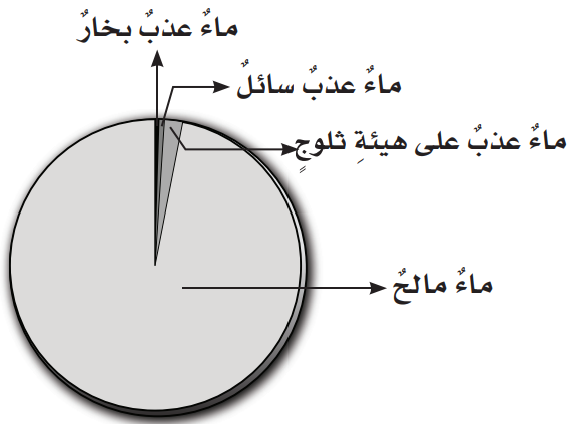 ماءٌ عذبٌ بخارٌ
ماءٌ عذبٌ سائلٌ
ماءٌ عذبٌ على هيئةِ ثلوجٍ
ماءٌ مالحٌ